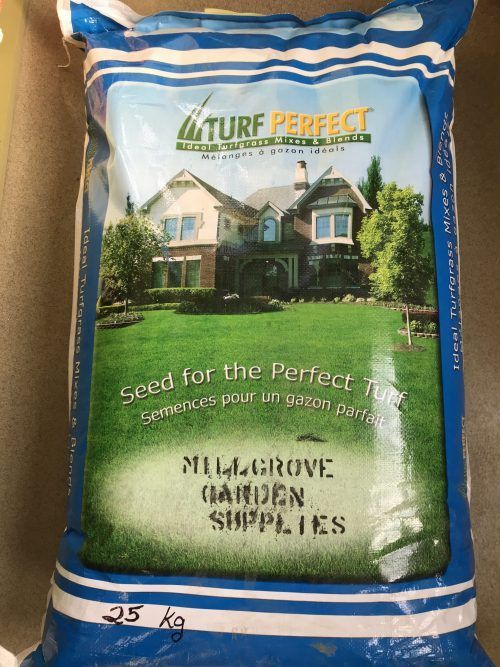 TURF PERFECT
Ideal Turfgrass Mixes & Blends
Mélanges à gazon idéals
Seed for the Perfect Turf
Semences pour un gazon parfait
MILLGROVE
GARDEN
SUPPLIES
25 Kg
Ideal Turfgrass Mixes & Blends
Ideal Turfgrass Mixes & Blends